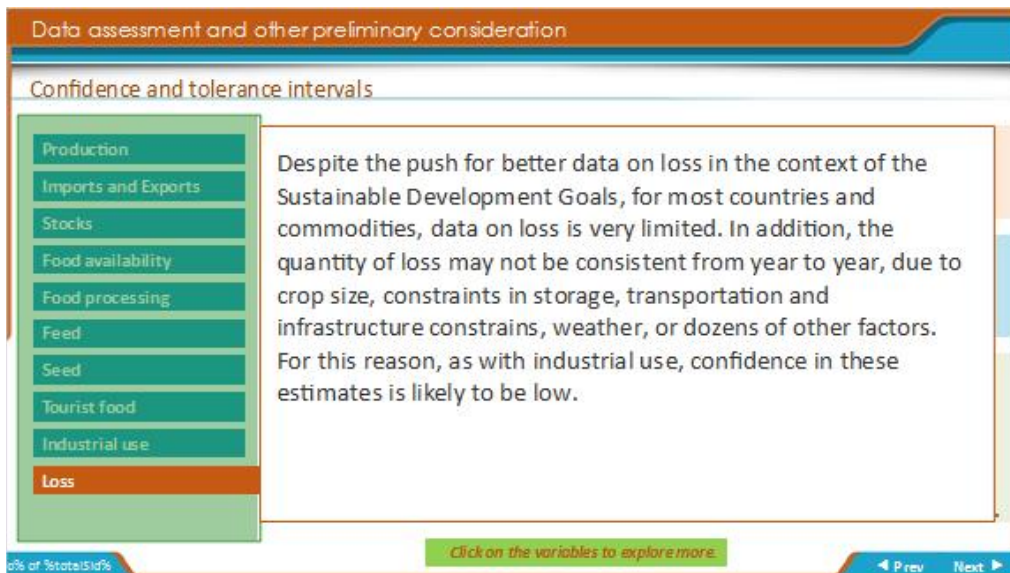 Data assessment and other preliminary consideration
Confidence and tolerance intervals
Production
Imports and Exports
Stocks
Food availability
Food processing
Feed
Seed
Tourist food
Industrial use
Loss
Despite the push for better data on loss in the context of the
Sustainable Development Goals, for most countries and
commodities, data on loss is very limited. In addition, the
quantity of loss may not be consistent from year to year, due to
crop size, constraints in storage, transportation and
infrastructure constrains, weather, or dozens of other factors.
For this reason, as with industrial use, confidence in these
estimates is likely to be low.
Click on the variables to explore more.
% of %totalSld%
Prev Next